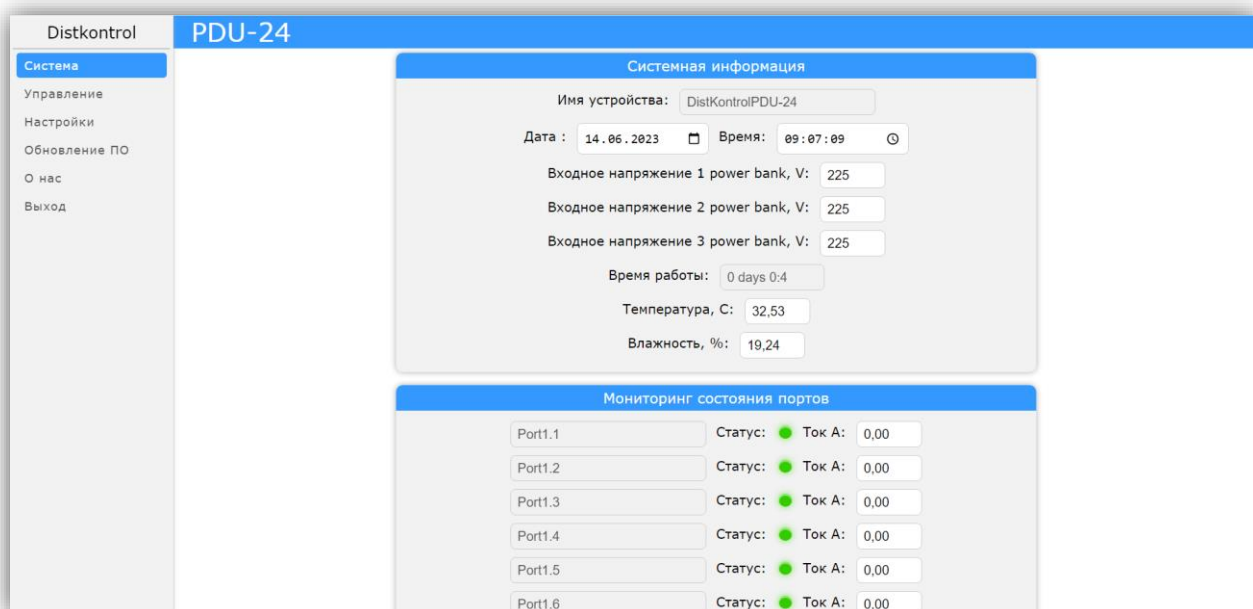 Distkontrol
PDU-24
Система
Управление
Настройки
Обновление ПО
О нас
Выход
Системная информация
Имя устройства: DistKontrolPDU-24
Дата : 14.06.2023 Время: 09:07:09
Входное напряжение 1 power bank, V: 225
Входное напряжение 2 power bank, V: 225
Входное напряжение 3 power bank, V: 225
Время работы: 0 days 0:4
Температура, С: 32,53
Влажность, %: 19,24
Мониторинг состояния портов
Port1.1 Статус: Ток А: 0,00
Port1.2 Статус: Ток А: 0,00
Port1.3 Статус: Ток А: 0,00
Port1.4 Статус: Ток А: 0,00
Port1.5 Статус: Ток А: 0,00
Port1.6 Статус: Ток А: 0,00